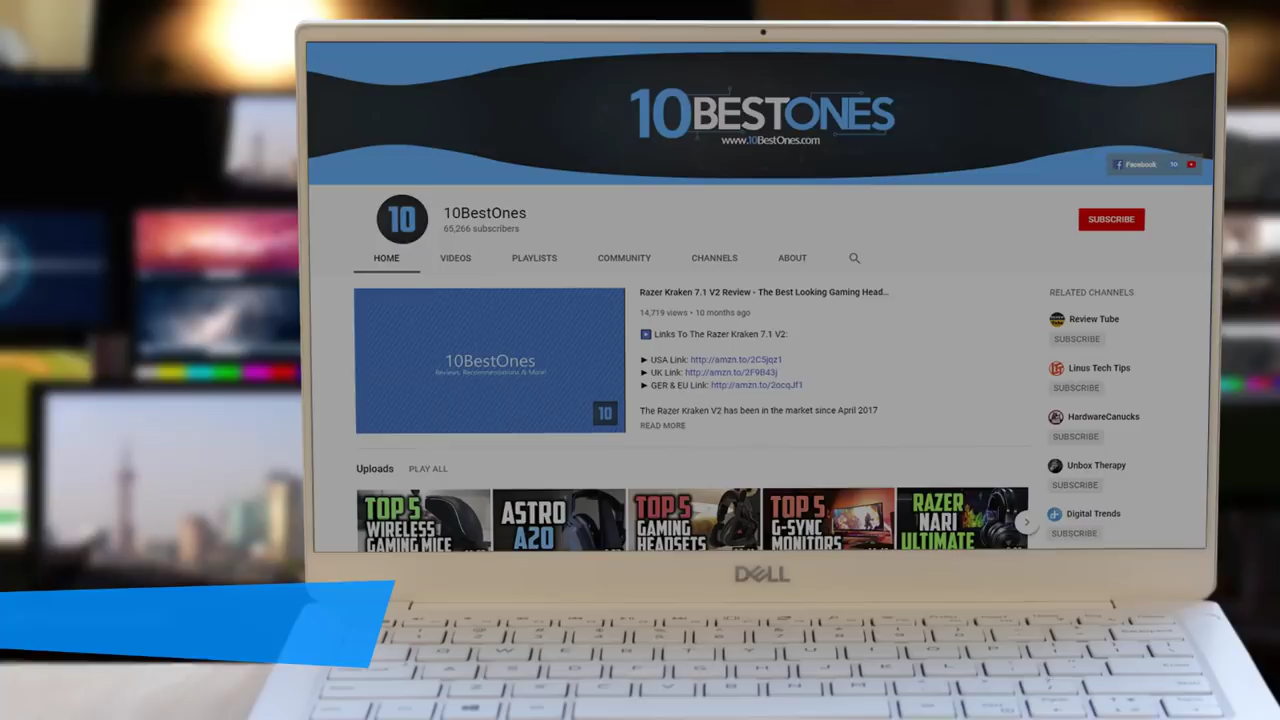 10BESTONES
www.10BestOnes.com
Facebook 10
10 10BestOnes
65,266 subscribers
SUBSCRIBE
HOME VIDEOS PLAYLISTS COMMUNITY CHANNELS ABOUT
10BestOnes
Reviews, Recommendations & More!
10
Razer Kraken 7.1 V2 Review - The Best Looking Gaming Head...
14,719 views • 10 months ago
Links To The Razer Kraken 7.1 V2:
► USA Link: http://amzn.to/2C5jqz1
► UK Link: http://amzn.to/2F9B43j
► GER & EU Link: http://amzn.to/2ocqJf1
The Razer Kraken V2 has been in the market since April 2017
READ MORE
RELATED CHANNELS
Review Tube
SUBSCRIBE
Linus Tech Tips
SUBSCRIBE
HardwareCanucks
SUBSCRIBE
Unbox Therapy
SUBSCRIBE
Digital Trends
SUBSCRIBE
Uploads PLAY ALL
TOP 5
WIRELESS
GAMING MICE
ASTRO
A20
TOP 5
GAMING
HEADSETS
TOP 5
G-SYNC
MONITORS
RAZER
NARI
ULTIMATE
DELL